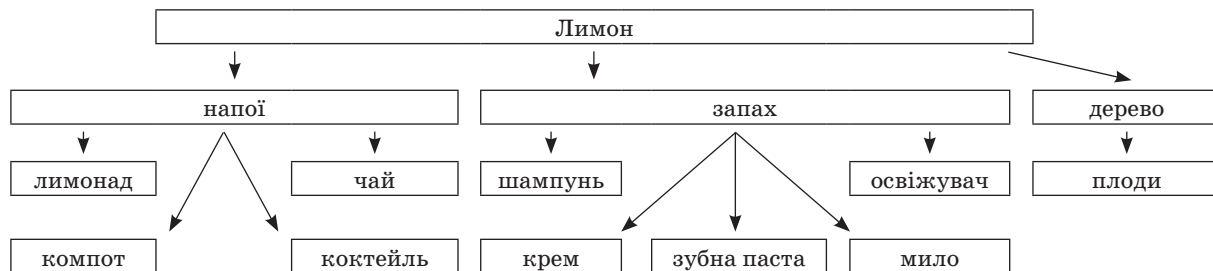 Лимон
напої запах дерево
лимонад чай шампунь освіжувач плоди
компот коктейль крем зубна паста мило